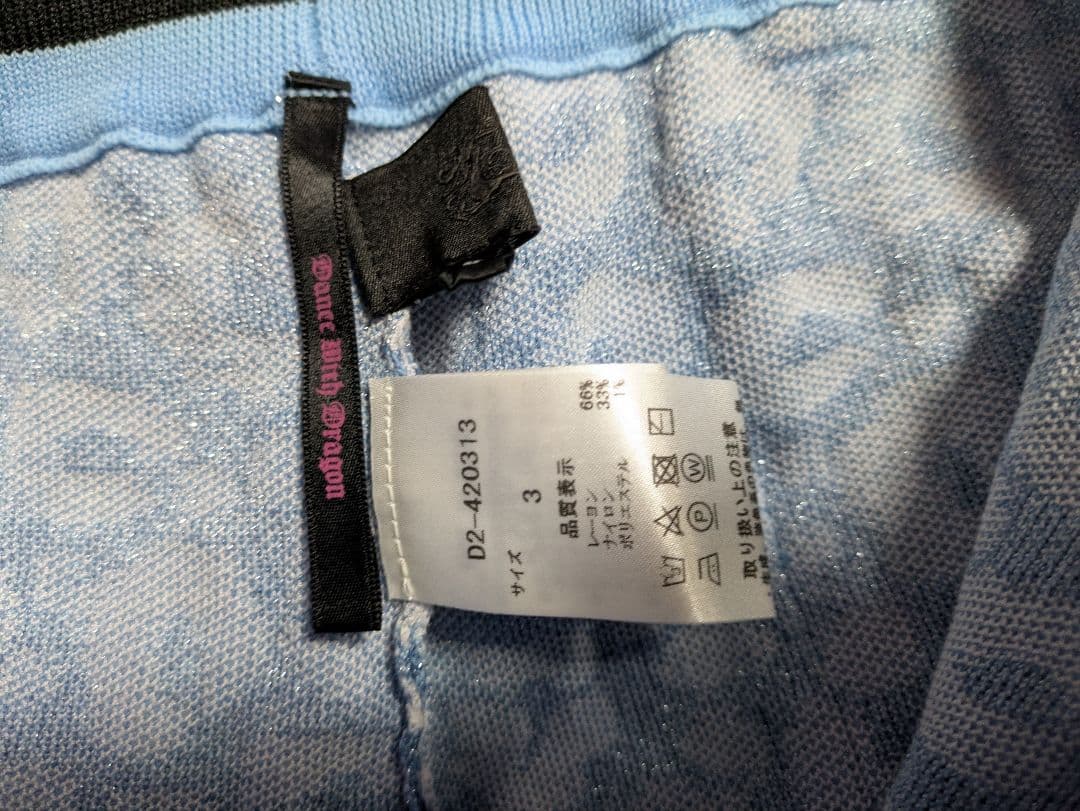 Dance With Dragon
D2-420313
サイズ
3
品質表示
レーヨン 66%
ナイロン 33%
ポリエステル 1%
P W
取り扱い上の注意